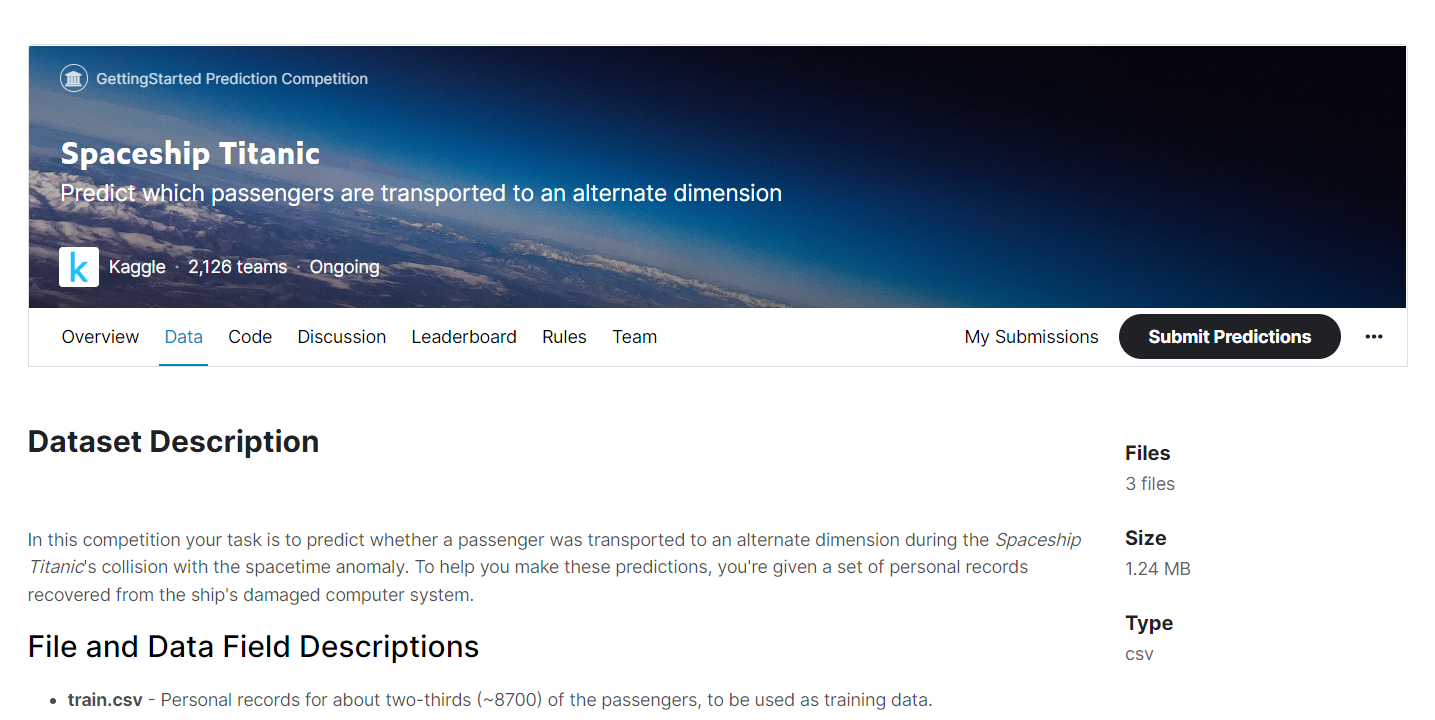 GettingStarted Prediction Competition
Spaceship Titanic
Predict which passengers are transported to an alternate dimension
k Kaggle · 2,126 teams · Ongoing
Overview Data Code Discussion Leaderboard Rules Team My Submissions Submit Predictions ···
Dataset Description
Files
3 files
Size
1.24 MB
Type
csv
In this competition your task is to predict whether a passenger was transported to an alternate dimension during the Spaceship
Titanic's collision with the spacetime anomaly. To help you make these predictions, you're given a set of personal records
recovered from the ship's damaged computer system.
File and Data Field Descriptions
• train.csv - Personal records for about two-thirds (~8700) of the passengers, to be used as training data.